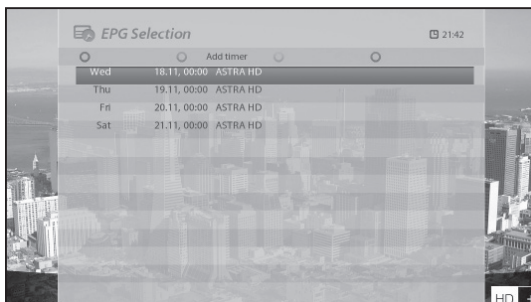 EPG Selection 21:42
Add timer
Wed 18.11, 00:00 ASTRA HD
Thu 19.11, 00:00 ASTRA HD
Fri 20.11, 00:00 ASTRA HD
Sat 21.11, 00:00 ASTRA HD
HD